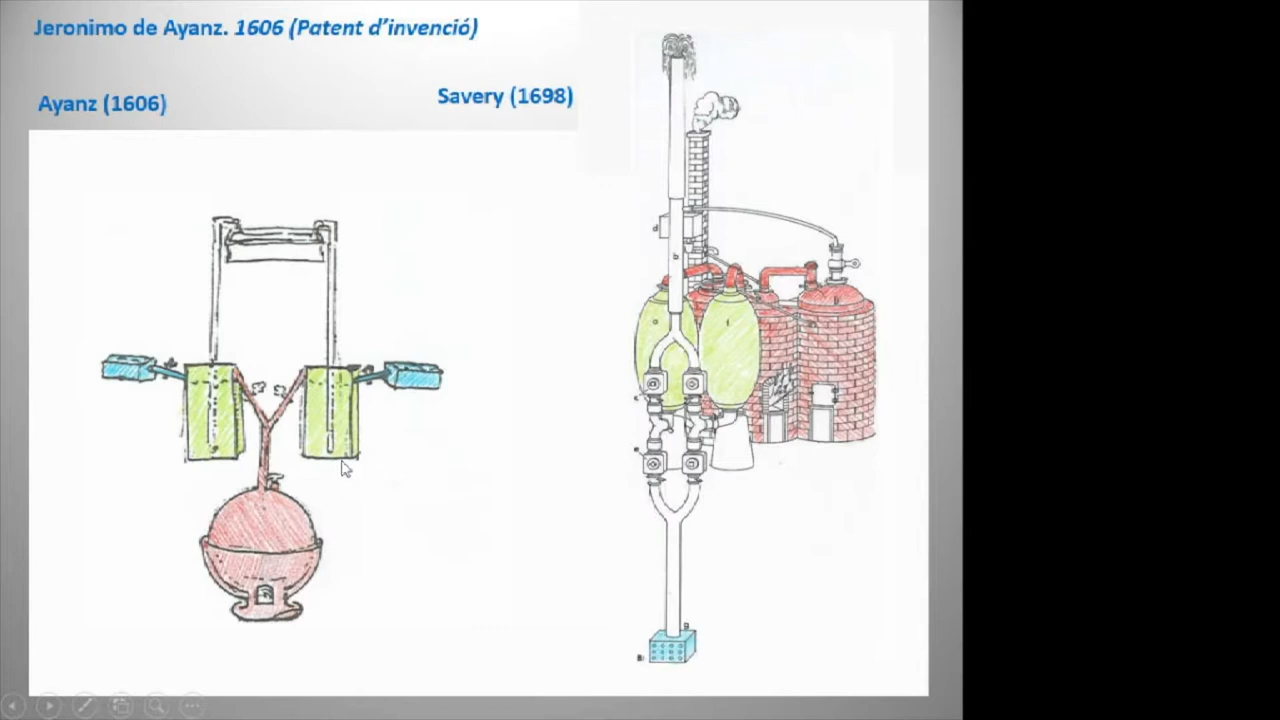 Jeronimo de Ayanz. 1606 (Patent d'invenció)
Ayanz (1606)
Savery (1698)